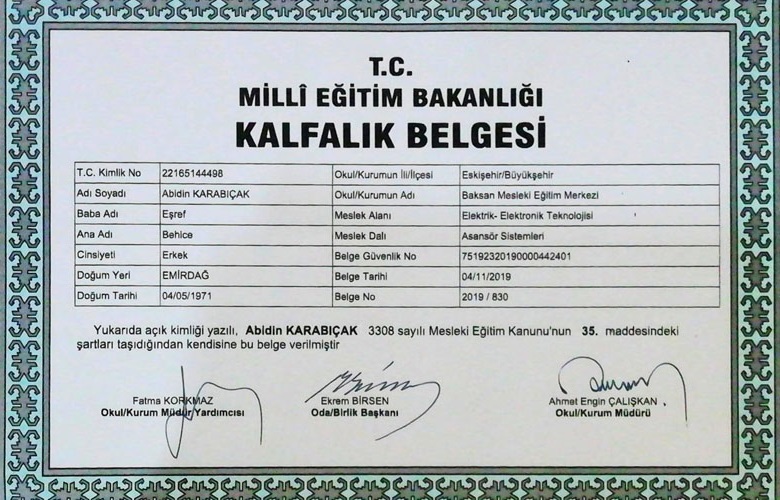 T.C.
MİLLÎ EĞİTİM BAKANLIĞI
KALFALIK BELGESİ
T.C. Kimlik No 22165144498 Okul/Kurumun İli/İlçesi Eskişehir/Büyükşehir
Adı Soyadı Abidin KARABIÇAK Okul/Kurumun Adı Baksan Mesleki Eğitim Merkezi
Baba Adı Eşref Meslek Alanı Elektrik- Elektronik Teknolojisi
Ana Adı Behice Meslek Dalı Asansör Sistemleri
Cinsiyeti Erkek Belge Güvenlik No 75192320190000442401
Doğum Yeri EMİRDAĞ Belge Tarihi 04/11/2019
Doğum Tarihi 04/05/1971 Belge No 2019 / 830
Yukarıda açık kimliği yazılı, Abidin KARABIÇAK 3308 sayılı Mesleki Eğitim Kanunu'nun 35. maddesindeki
şartları taşıdığından kendisine bu belge verilmiştir
Fatma KORKMAZ Ekrem BİRSEN Ahmet Engin ÇALIŞKAN
Okul/Kurum Müdür Yardımcısı Oda/Birlik Başkanı Okul/Kurum Müdürü